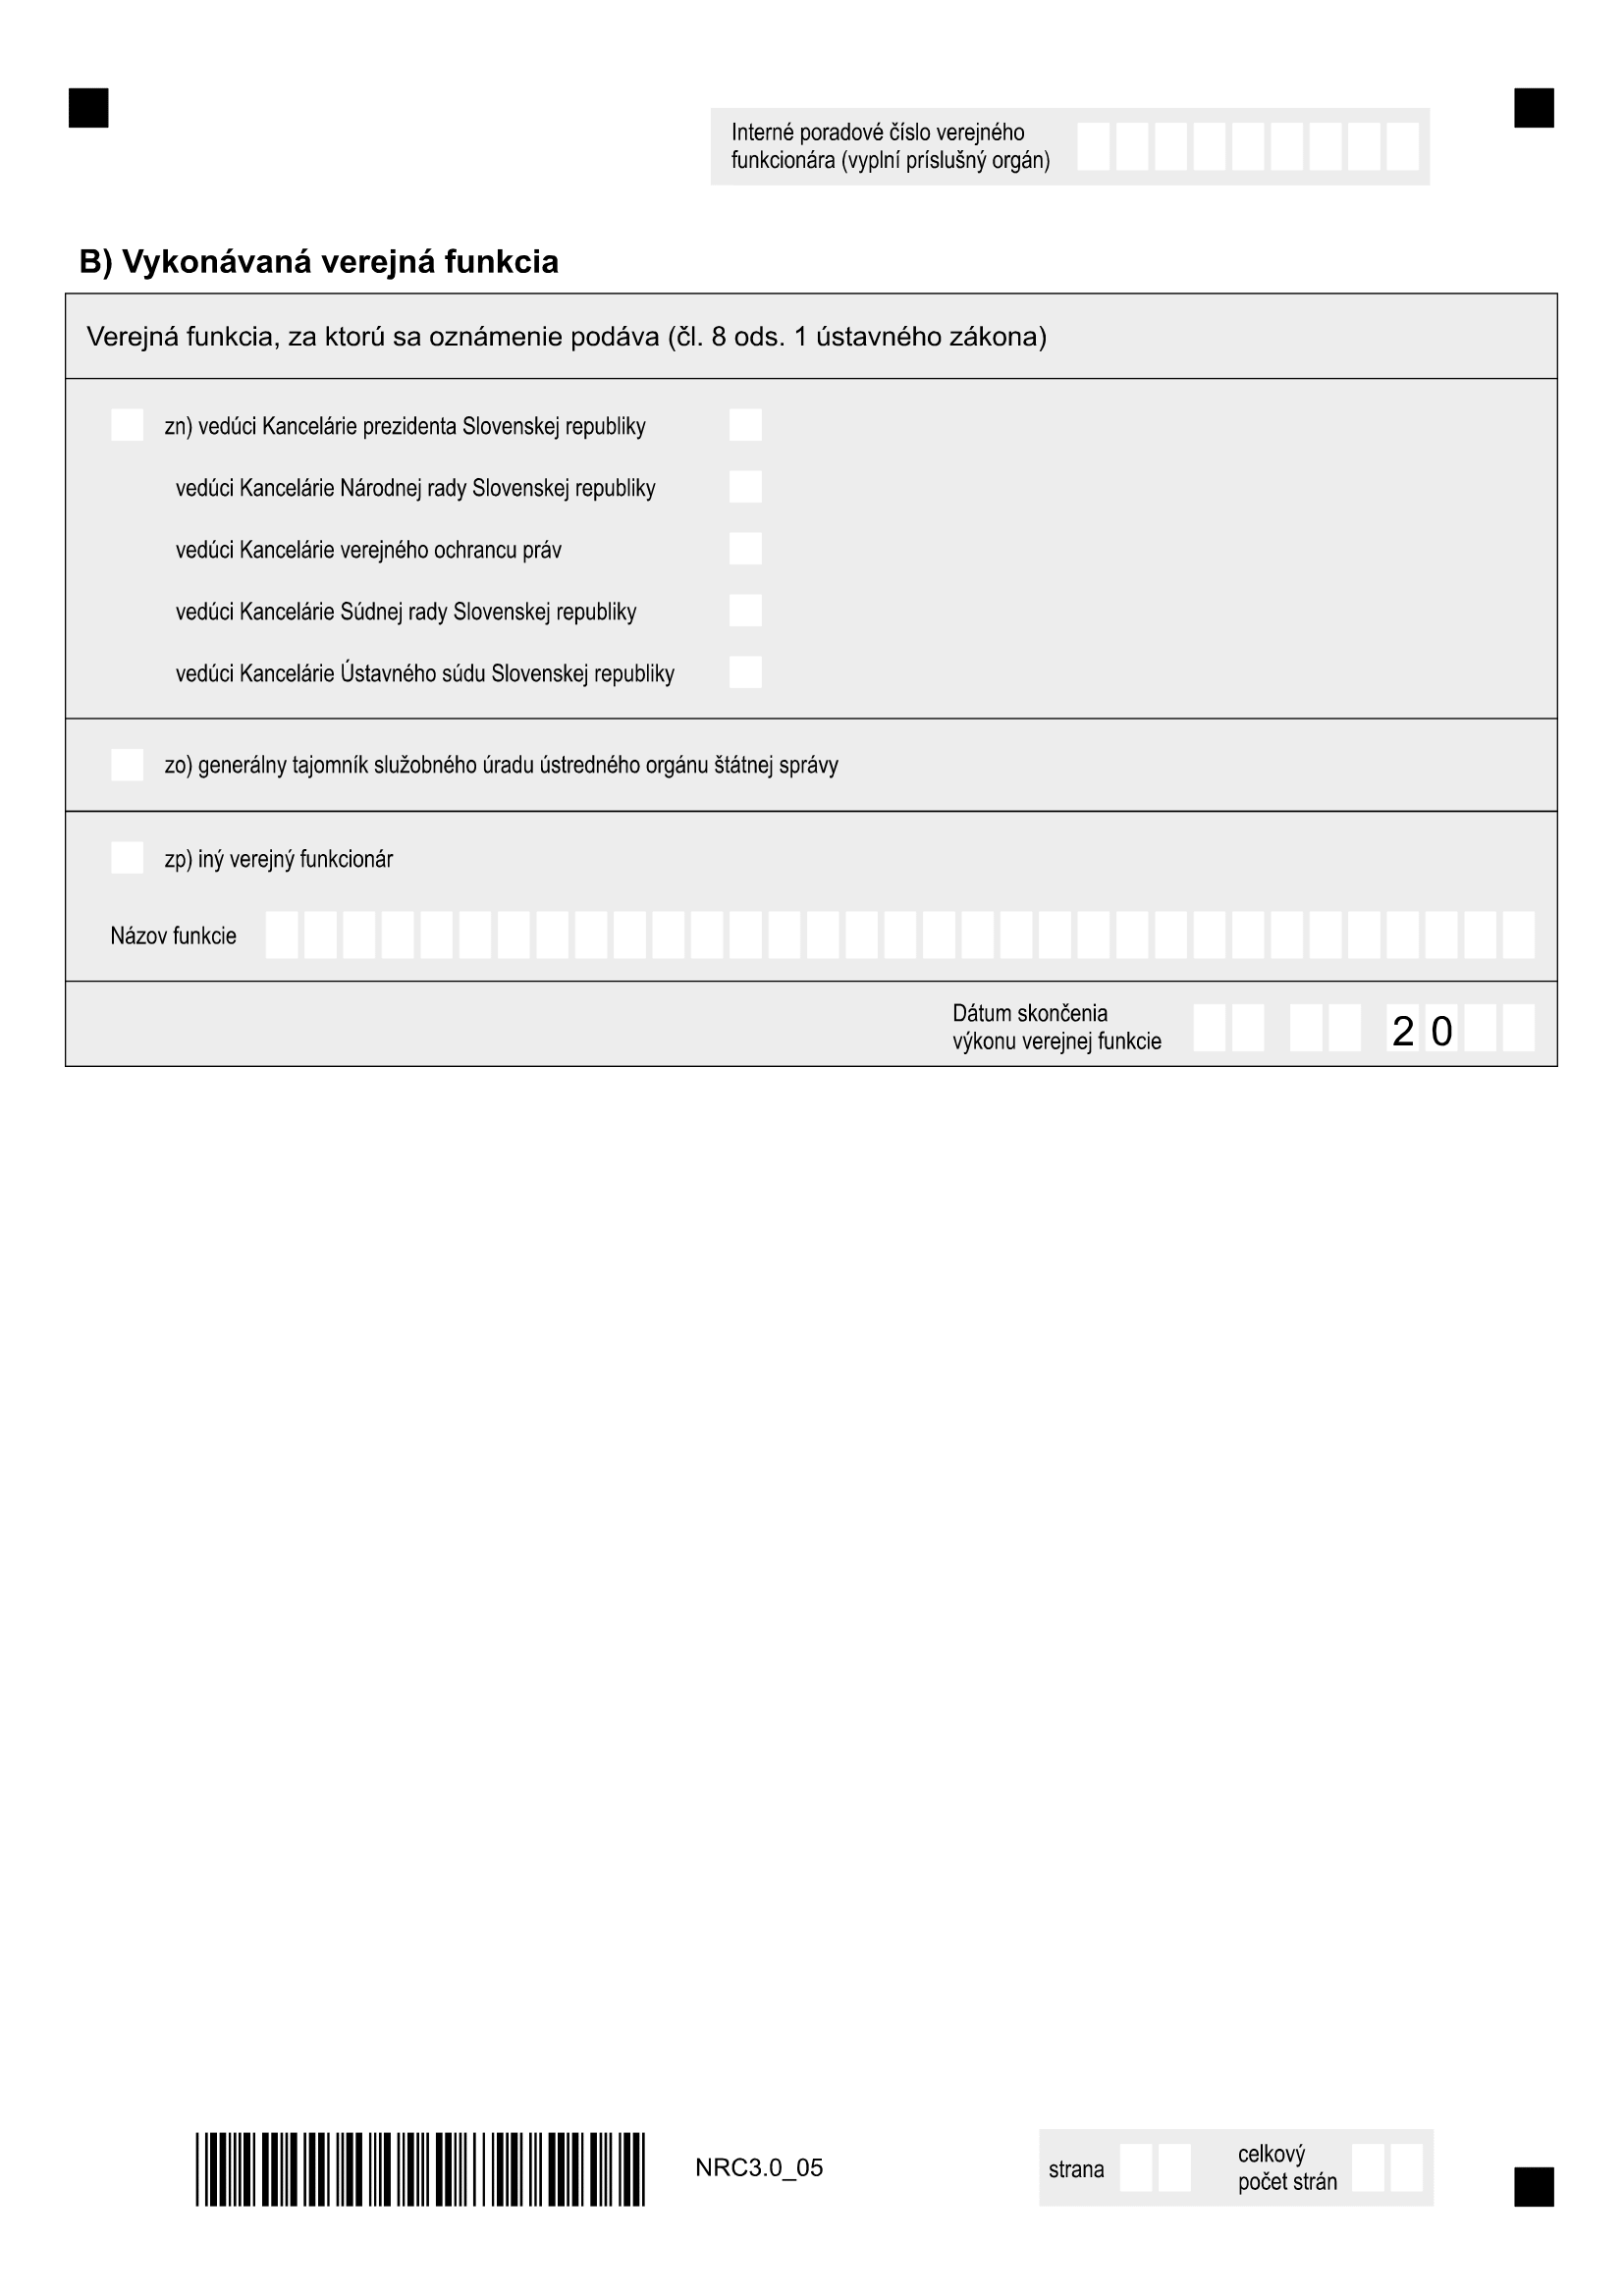 Interné poradové číslo verejného
funkcionára (vyplní príslušný orgán)
B) Vykonávaná verejná funkcia
Verejná funkcia, za ktorú sa oznámenie podáva (čl. 8 ods. 1 ústavného zákona)
zn) vedúci Kancelárie prezidenta Slovenskej republiky
vedúci Kancelárie Národnej rady Slovenskej republiky
vedúci Kancelárie verejného ochrancu práv
vedúci Kancelárie Súdnej rady Slovenskej republiky
vedúci Kancelárie Ústavného súdu Slovenskej republiky
zo) generálny tajomník služobného úradu ústredného orgánu štátnej správy
zp) iný verejný funkcionár
Názov funkcie
Dátum skončenia
výkonu verejnej funkcie
2 0
NRC3.0_05
strana
celkový
počet strán